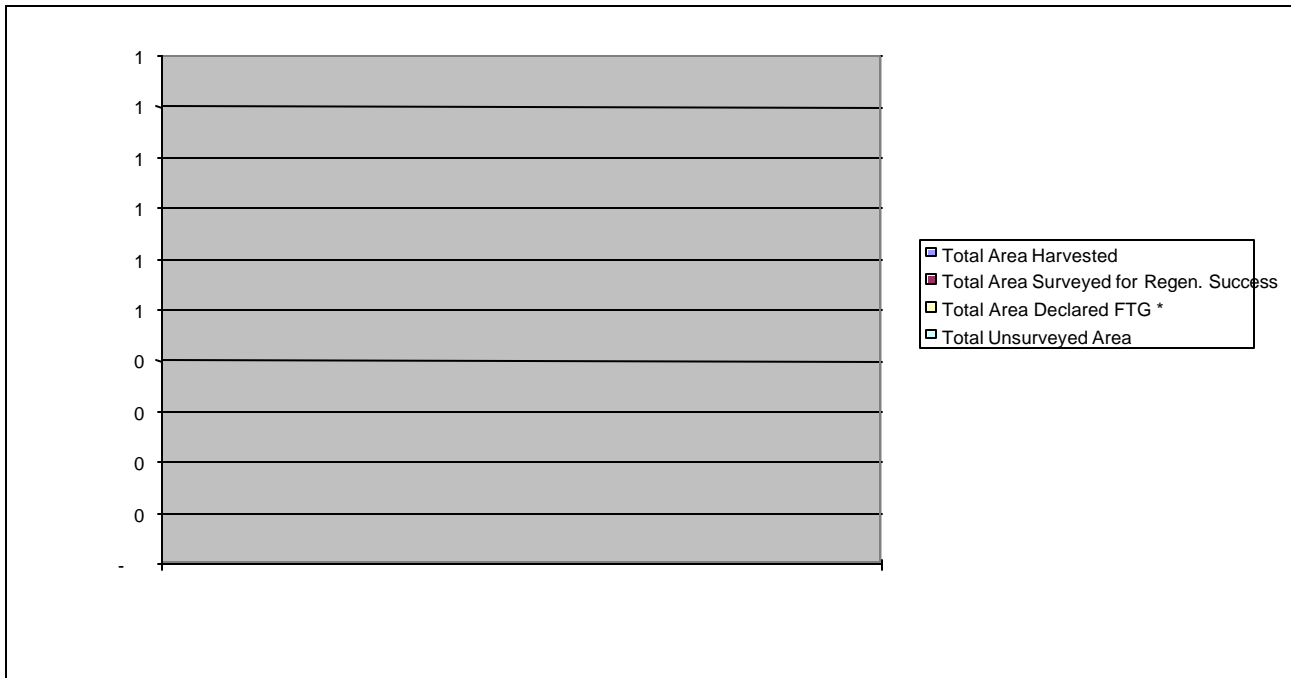 1
1
1
1
1
1
0
0
0
0
-
Total Area Harvested
Total Area Surveyed for Regen. Success
Total Area Declared FTG *
Total Unsurveyed Area